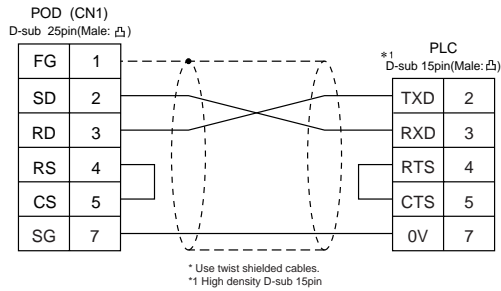 POD (CN1)
D-sub 25pin(Male: 凸)
FG 1
SD 2
RD 3
RS 4
CS 5
SG 7
*1
PLC
D-sub 15pin(Male: 凸)
TXD 2
RXD 3
RTS 4
CTS 5
0V 7
* Use twist shielded cables.
*1 High density D-sub 15pin